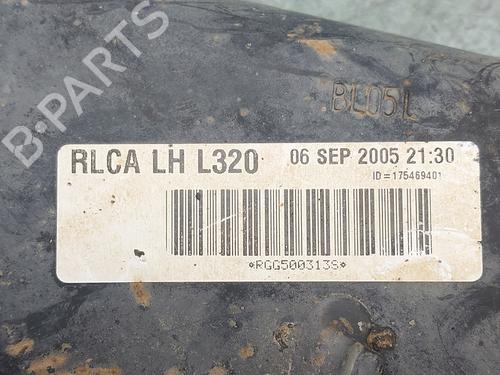 B-PARTS
BL05L
RLCA LH L320 06 SEP 2005 21:30
ID=175469401
*RGG500313S*